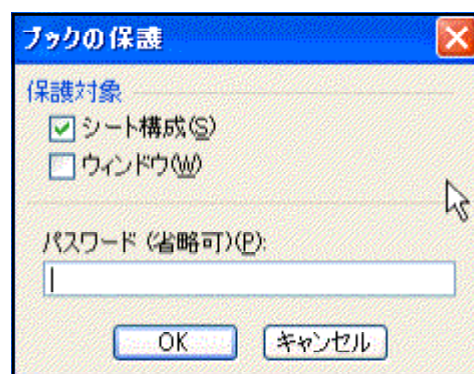 ブックの保護
保護対象
シート構成(S)
ウィンドウ(W)
パスワード (省略可)(P):
OK キャンセル